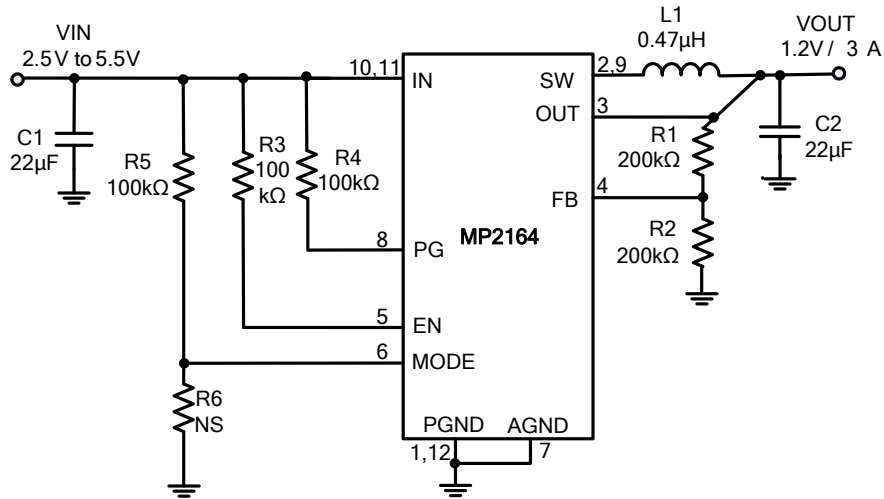 VIN
2.5V to 5.5V
C1
22µF
R5
100kΩ
R3
100
kΩ
R4
100kΩ
R6
NS
10,11
IN
8
PG
5
EN
6
MODE
MP2164
PGND
AGND
1,12
7
SW
2,9
OUT
3
FB
4
L1
0.47µH
VOUT
1.2V / 3 A
R1
200kΩ
R2
200kΩ
C2
22µF